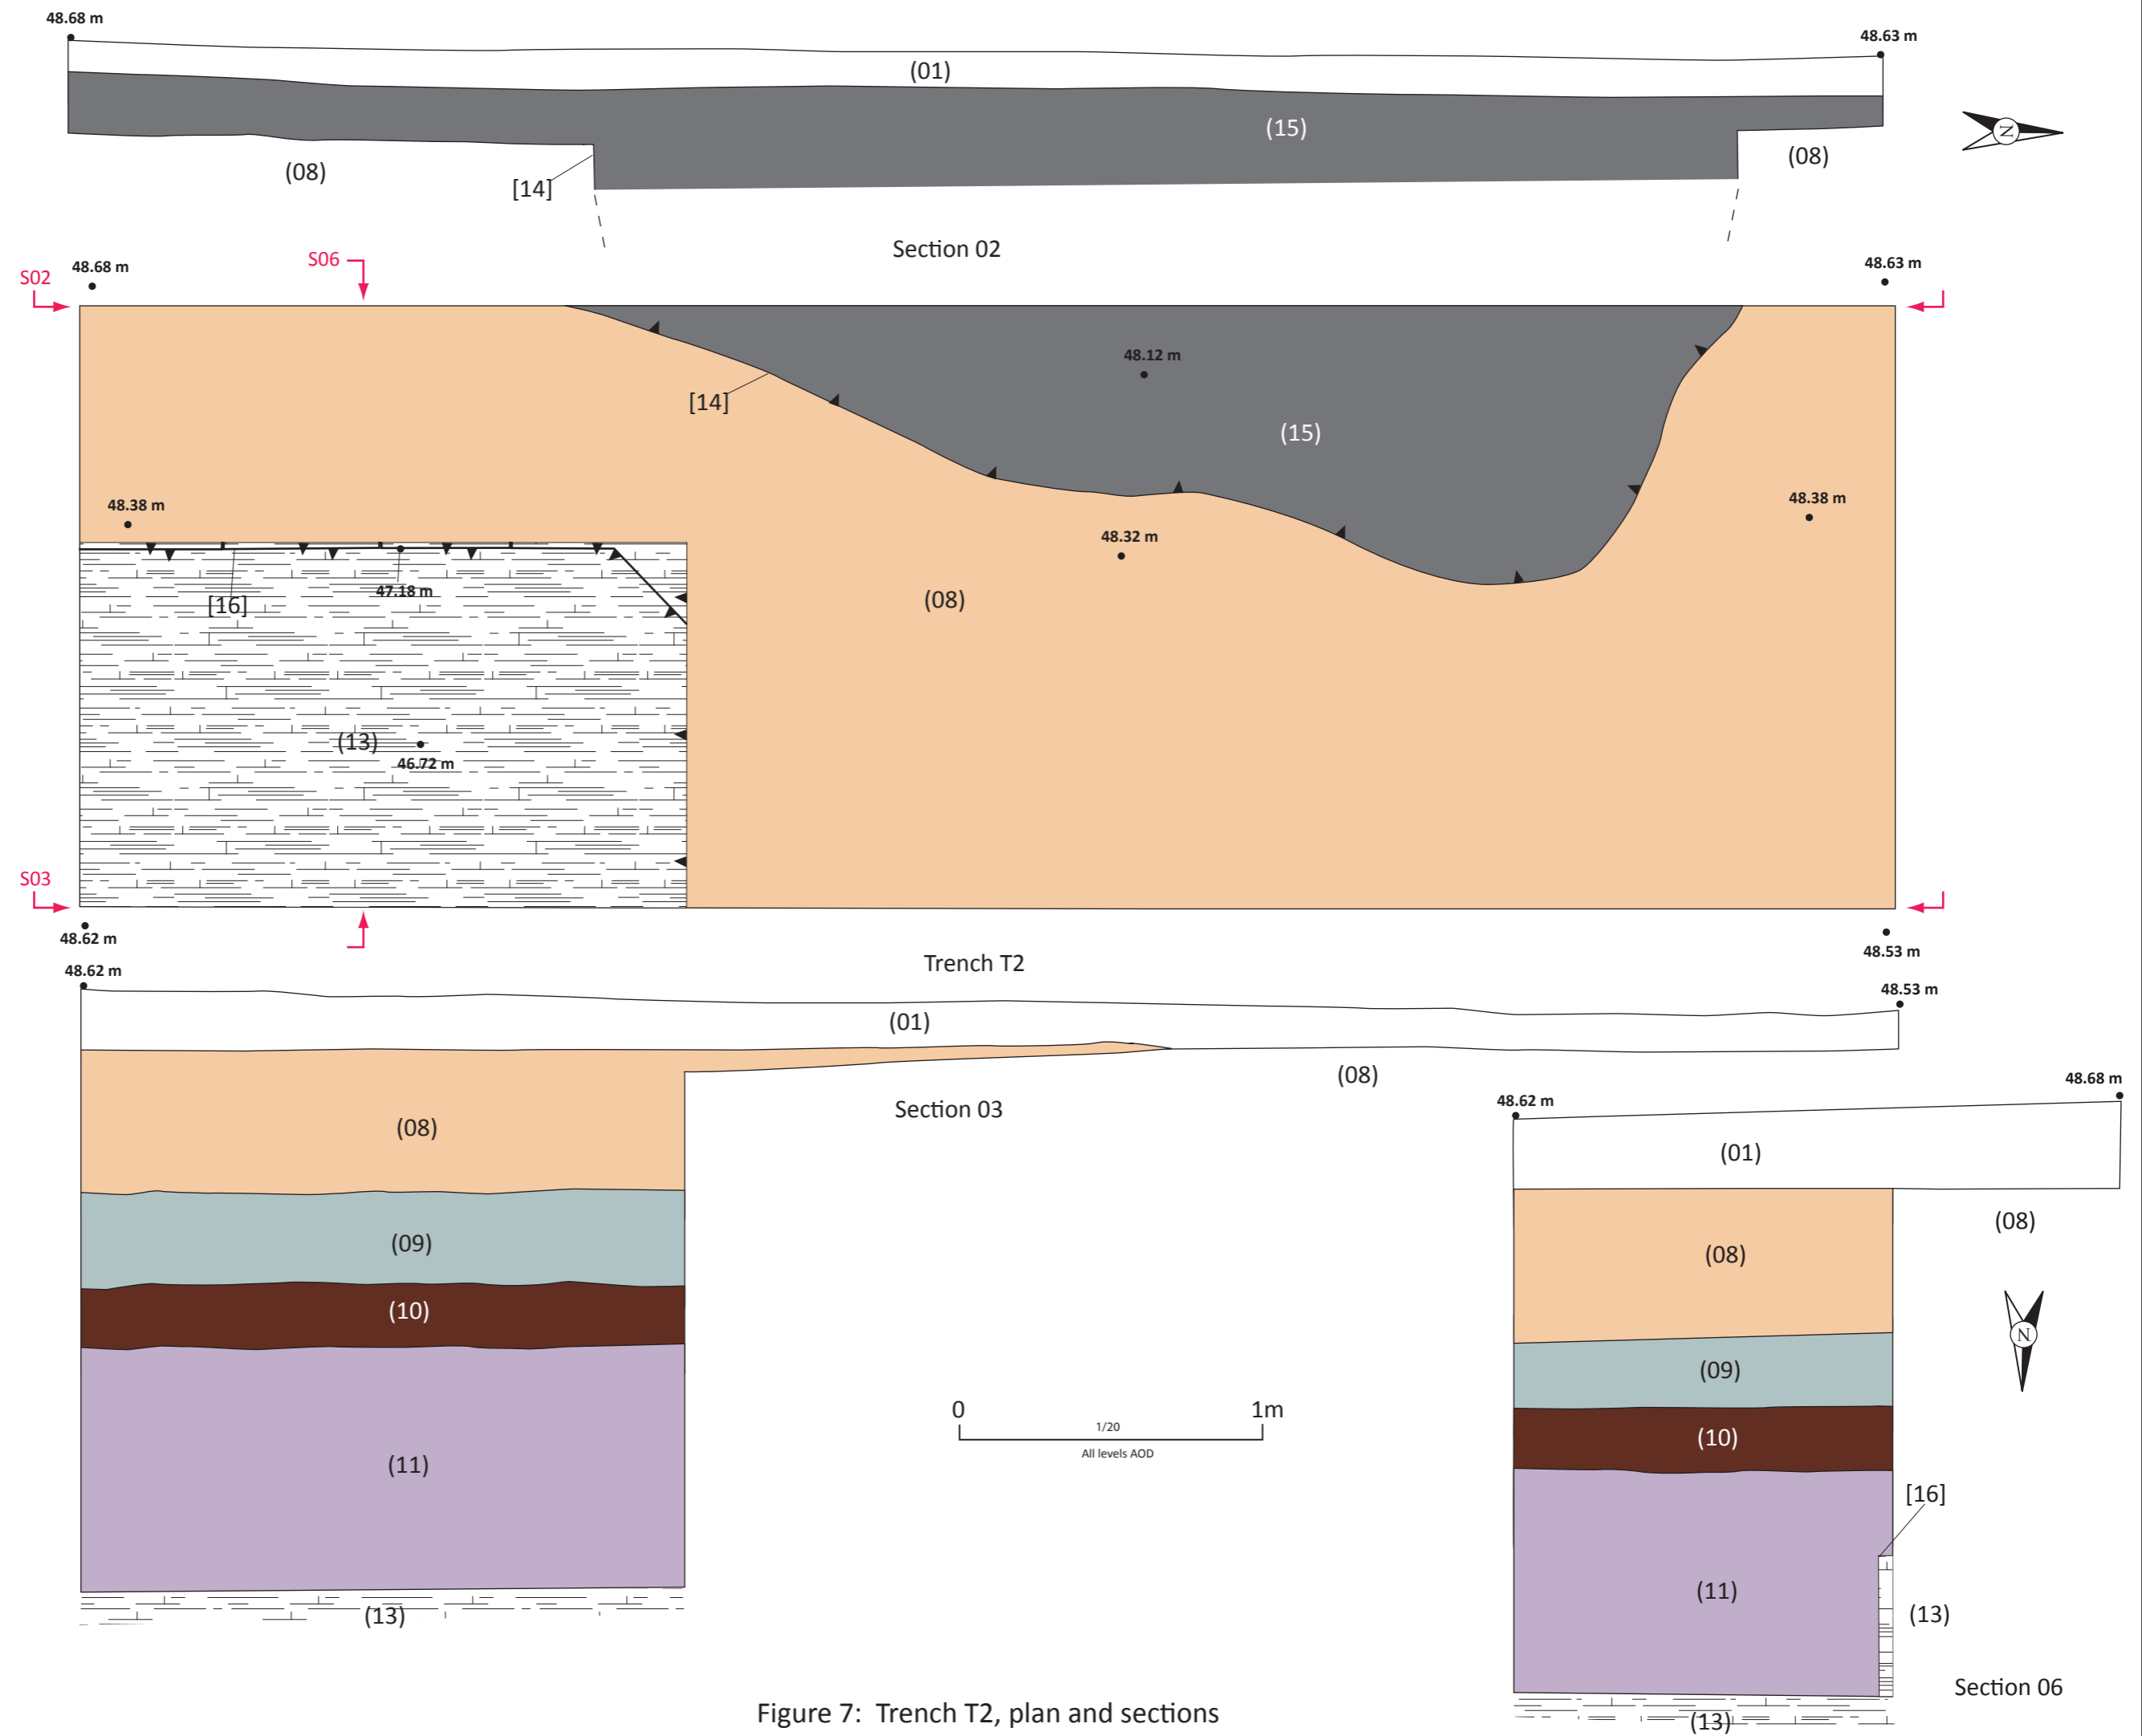 48.68 m
48.63 m
(01)
(15)
(08)
(08)
[14]
N
Section 02
S06
S02
48.68 m
48.63 m
48.12 m
[14]
(15)
48.38 m
48.38 m
48.32 m
47.18 m
[16]
(08)
(13)
46.72 m
S03
48.62 m
48.53 m
Trench T2
48.62 m
48.53 m
(01)
(08)
Section 03
(08)
(09)
(10)
(11)
(13)
0 1m
1/20
All levels AOD
48.62 m
48.68 m
(01)
(08)
(08)
(09)
N
(10)
[16]
(11)
(13)
Section 06
(13)
Figure 7: Trench T2, plan and sections